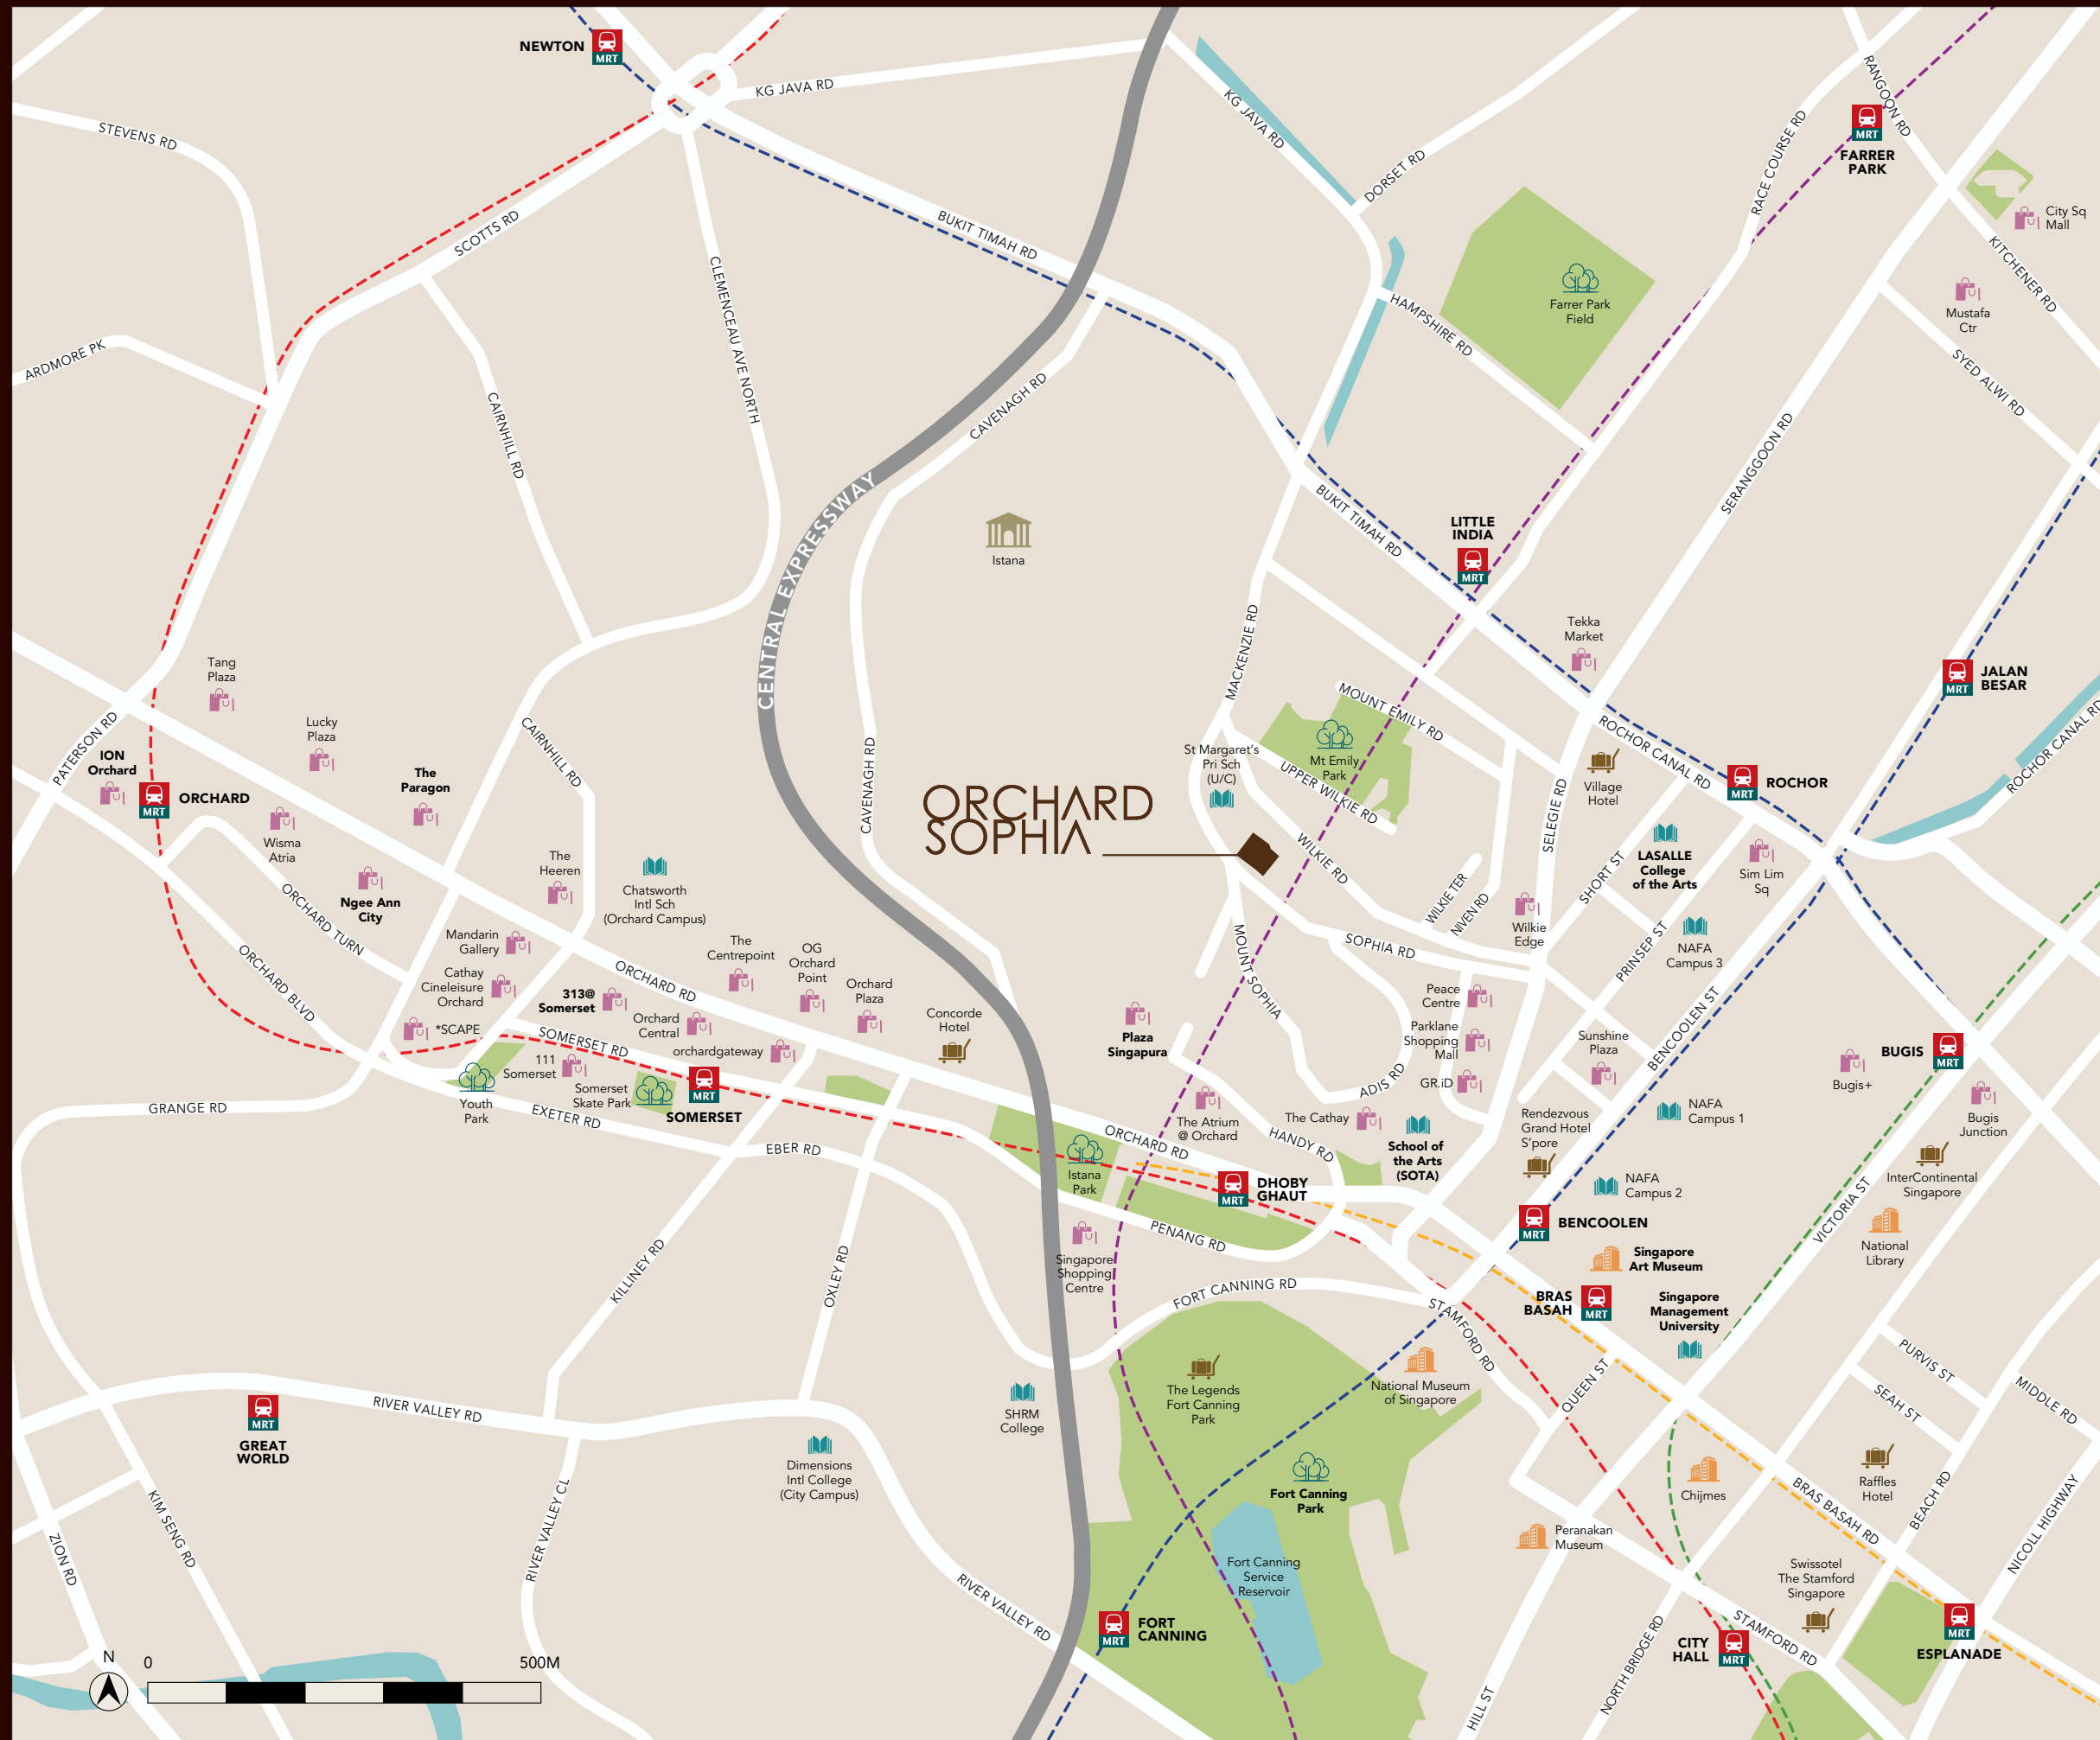 NEWTON
MRT
KG JAVA RD
KG JAVA RD
STEVENS RD
DORSET RD
RANGOON RD
RACE COURSE RD
MRT
FARRER
PARK
City Sq
Mall
KITCHENER RD
SCOTTS RD
BUKIT TIMAH RD
CLEMENCEAU AVE NORTH
Farrer Park
Field
HAMPSHIRE RD
Mustafa
Ctr
SYED ALWI RD
ARDMORE PK
CAIRNHILL RD
CAVENAGH RD
CENTRAL EXPRESSWAY
SERANGGOON RD
BUKIT TIMAH RD
LITTLE
INDIA
MRT
Istana
MACKENZIE RD
Tekka
Market
MRT
JALAN
BESAR
Tang
Plaza
Lucky
Plaza
PATERSON RD
ION
Orchard
MRT
ORCHARD
The
Paragon
CAIRNHILL RD
CAVENAGH RD
MOUNT EMILY RD
Mt Emily
Park
St Margaret's
Pri Sch
(U/C)
UPPER WILKIE RD
ROCHOR CANAL RD
ROCHOR CANAL RD
Village
Hotel
MRT
ROCHOR
ORCHARD
SOPHIA
Wisma
Atria
Ngee Ann
City
The
Heeren
Chatsworth
Intl Sch
(Orchard Campus)
WILKIE RD
WILKIE TER
NIVEN RD
SELEGIE RD
SHORT ST
LASALLE
College
of the Arts
Sim Lim
Sq
ORCHARD TURN
ORCHARD BLVD
Mandarin
Gallery
Cathay
Cineleisure
Orchard
*SCAPE
313@
Somerset
ORCHARD RD
The
Centrepoint
OG
Orchard
Point
Orchard
Plaza
Concorde
Hotel
Orchard
Central
orchardgateway
SOMERSET RD
111
Somerset
Somerset
Skate Park
MRT
SOMERSET
Youth
Park
EXETER RD
EBER RD
GRANGE RD
MOUNT SOPHIA
SOPHIA RD
Wilkie
Edge
PRINSEP ST
NAFA
Campus 3
Peace
Centre
Parklane
Shopping
Mall
GR.iD
BENCOOLEN ST
Sunshine
Plaza
Plaza
Singapura
ADIS RD
The Atrium
@ Orchard
The Cathay
HANDY RD
School of
the Arts
(SOTA)
Rendezvous
Grand Hotel
S'pore
NAFA
Campus 1
NAFA
Campus 2
BUGIS
MRT
Bugis+
Bugis
Junction
InterContinental
Singapore
VICTORIA ST
National
Library
ORCHARD RD
Istana
Park
MRT
DHOBY
GHAUT
PENANG RD
Singapore
Shopping
Centre
MRT
BENCOOLEN
Singapore
Art Museum
BRAS
BASAH
MRT
Singapore
Management
University
KILLINEY RD
OXLEY RD
FORT CANNING RD
STAMFORD RD
QUEEN ST
PURVIS ST
SEAH ST
MIDDLE RD
The Legends
Fort Canning
Park
National Museum
of Singapore
SHRM
College
MRT
GREAT
WORLD
RIVER VALLEY RD
Dimensions
Intl College
(City Campus)
RIVER VALLEY CL
KIM SENG RD
ZION RD
Fort Canning
Park
Chijmes
Raffles
Hotel
BRAS BASAH RD
BEACH RD
NICOLL HIGHWAY
Peranakan
Museum
Fort Canning
Service
Reservoir
Swissotel
The Stamford
Singapore
RIVER VALLEY RD
MRT
FORT
CANNING
CITY
HALL
MRT
STAMFORD RD
MRT
ESPLANADE
NORTH BRIDGE RD
HILL ST
N
0
500M